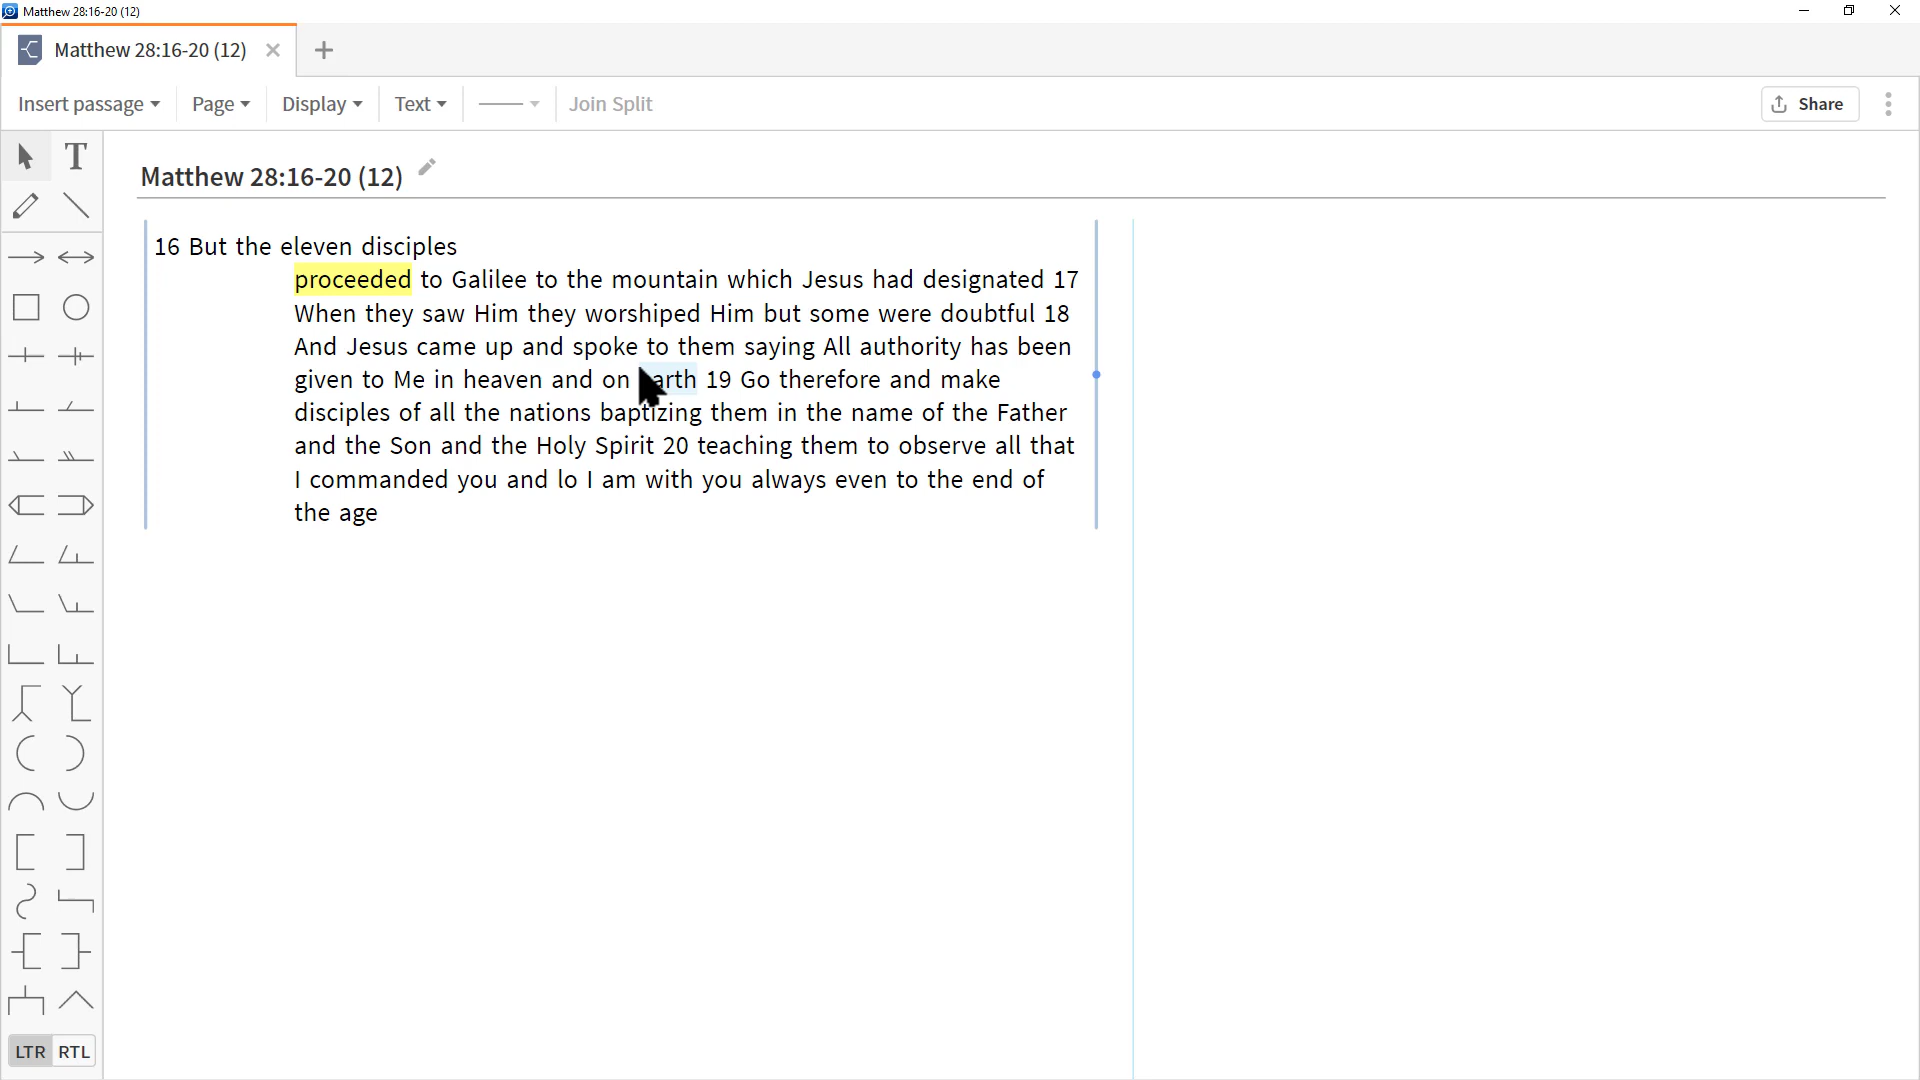 Matthew 28:16-20 (12)
Matthew 28:16-20 (12)
Insert passage Page Display Text Join Split Share
T
Matthew 28:16-20 (12)
16 But the eleven disciples
proceeded to Galilee to the mountain which Jesus had designated 17
When they saw Him they worshiped Him but some were doubtful 18
And Jesus came up and spoke to them saying All authority has been
given to Me in heaven and on earth 19 Go therefore and make
disciples of all the nations baptizing them in the name of the Father
and the Son and the Holy Spirit 20 teaching them to observe all that
I commanded you and lo I am with you always even to the end of
the age
LTR RTL